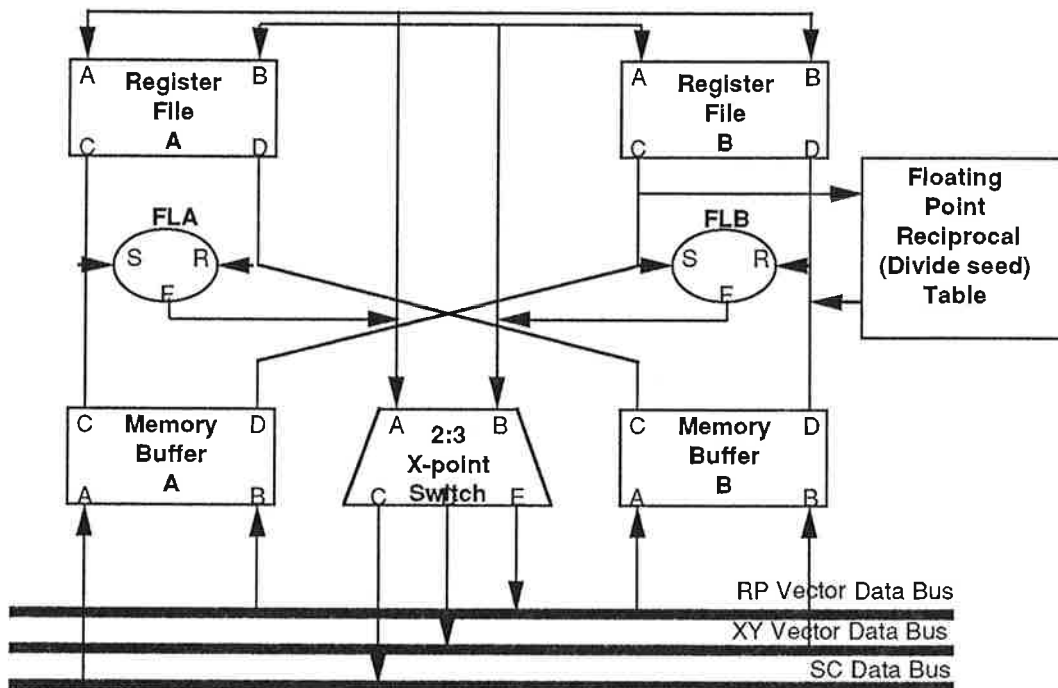 A B
Register
File
A
C D
A B
Register
File
B
C D
Floating
Point
Reciprocal
(Divide seed)
Table
FLA
S R
F
FLB
S R
F
C D
Memory
Buffer
A
A B
A B
2:3
X-point
Switch
C
C D
Memory
Buffer
B
A B
RP Vector Data Bus
XY Vector Data Bus
SC Data Bus